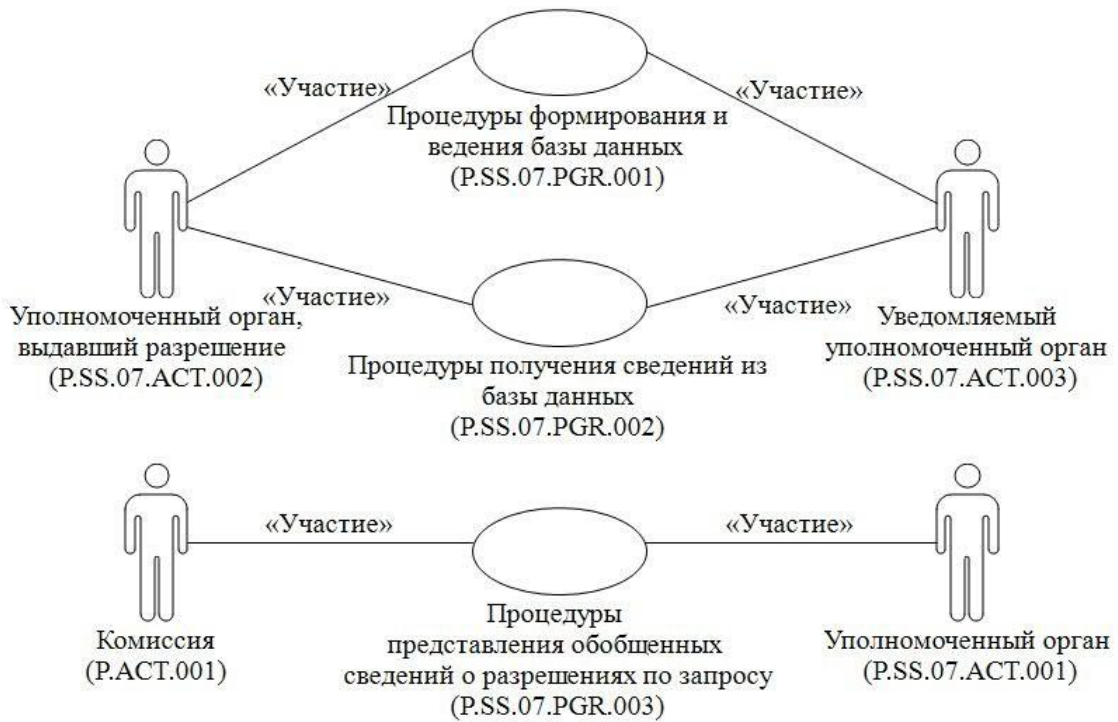 «Участие»
«Участие»
Процедуры формирования и
ведения базы данных
(P.SS.07.PGR.001)
«Участие»
«Участие»
Уполномоченный орган,
выдавший разрешение
(P.SS.07.ACT.002)
Процедуры получения сведений из
базы данных
(P.SS.07.PGR.002)
Уведомляемый
уполномоченный орган
(P.SS.07.ACT.003)
«Участие»
«Участие»
Комиссия
(P.ACT.001)
Процедуры
представления обобщенных
сведений о разрешениях по запросу
(P.SS.07.PGR.003)
Уполномоченный орган
(P.SS.07.ACT.001)